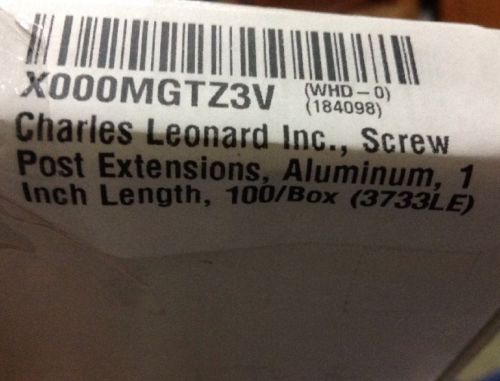 X000MGTZ3V (WHD-0)
(184098)
Charles Leonard Inc., Screw
Post Extensions, Aluminum, 1
Inch Length, 100/Box (3733LE)